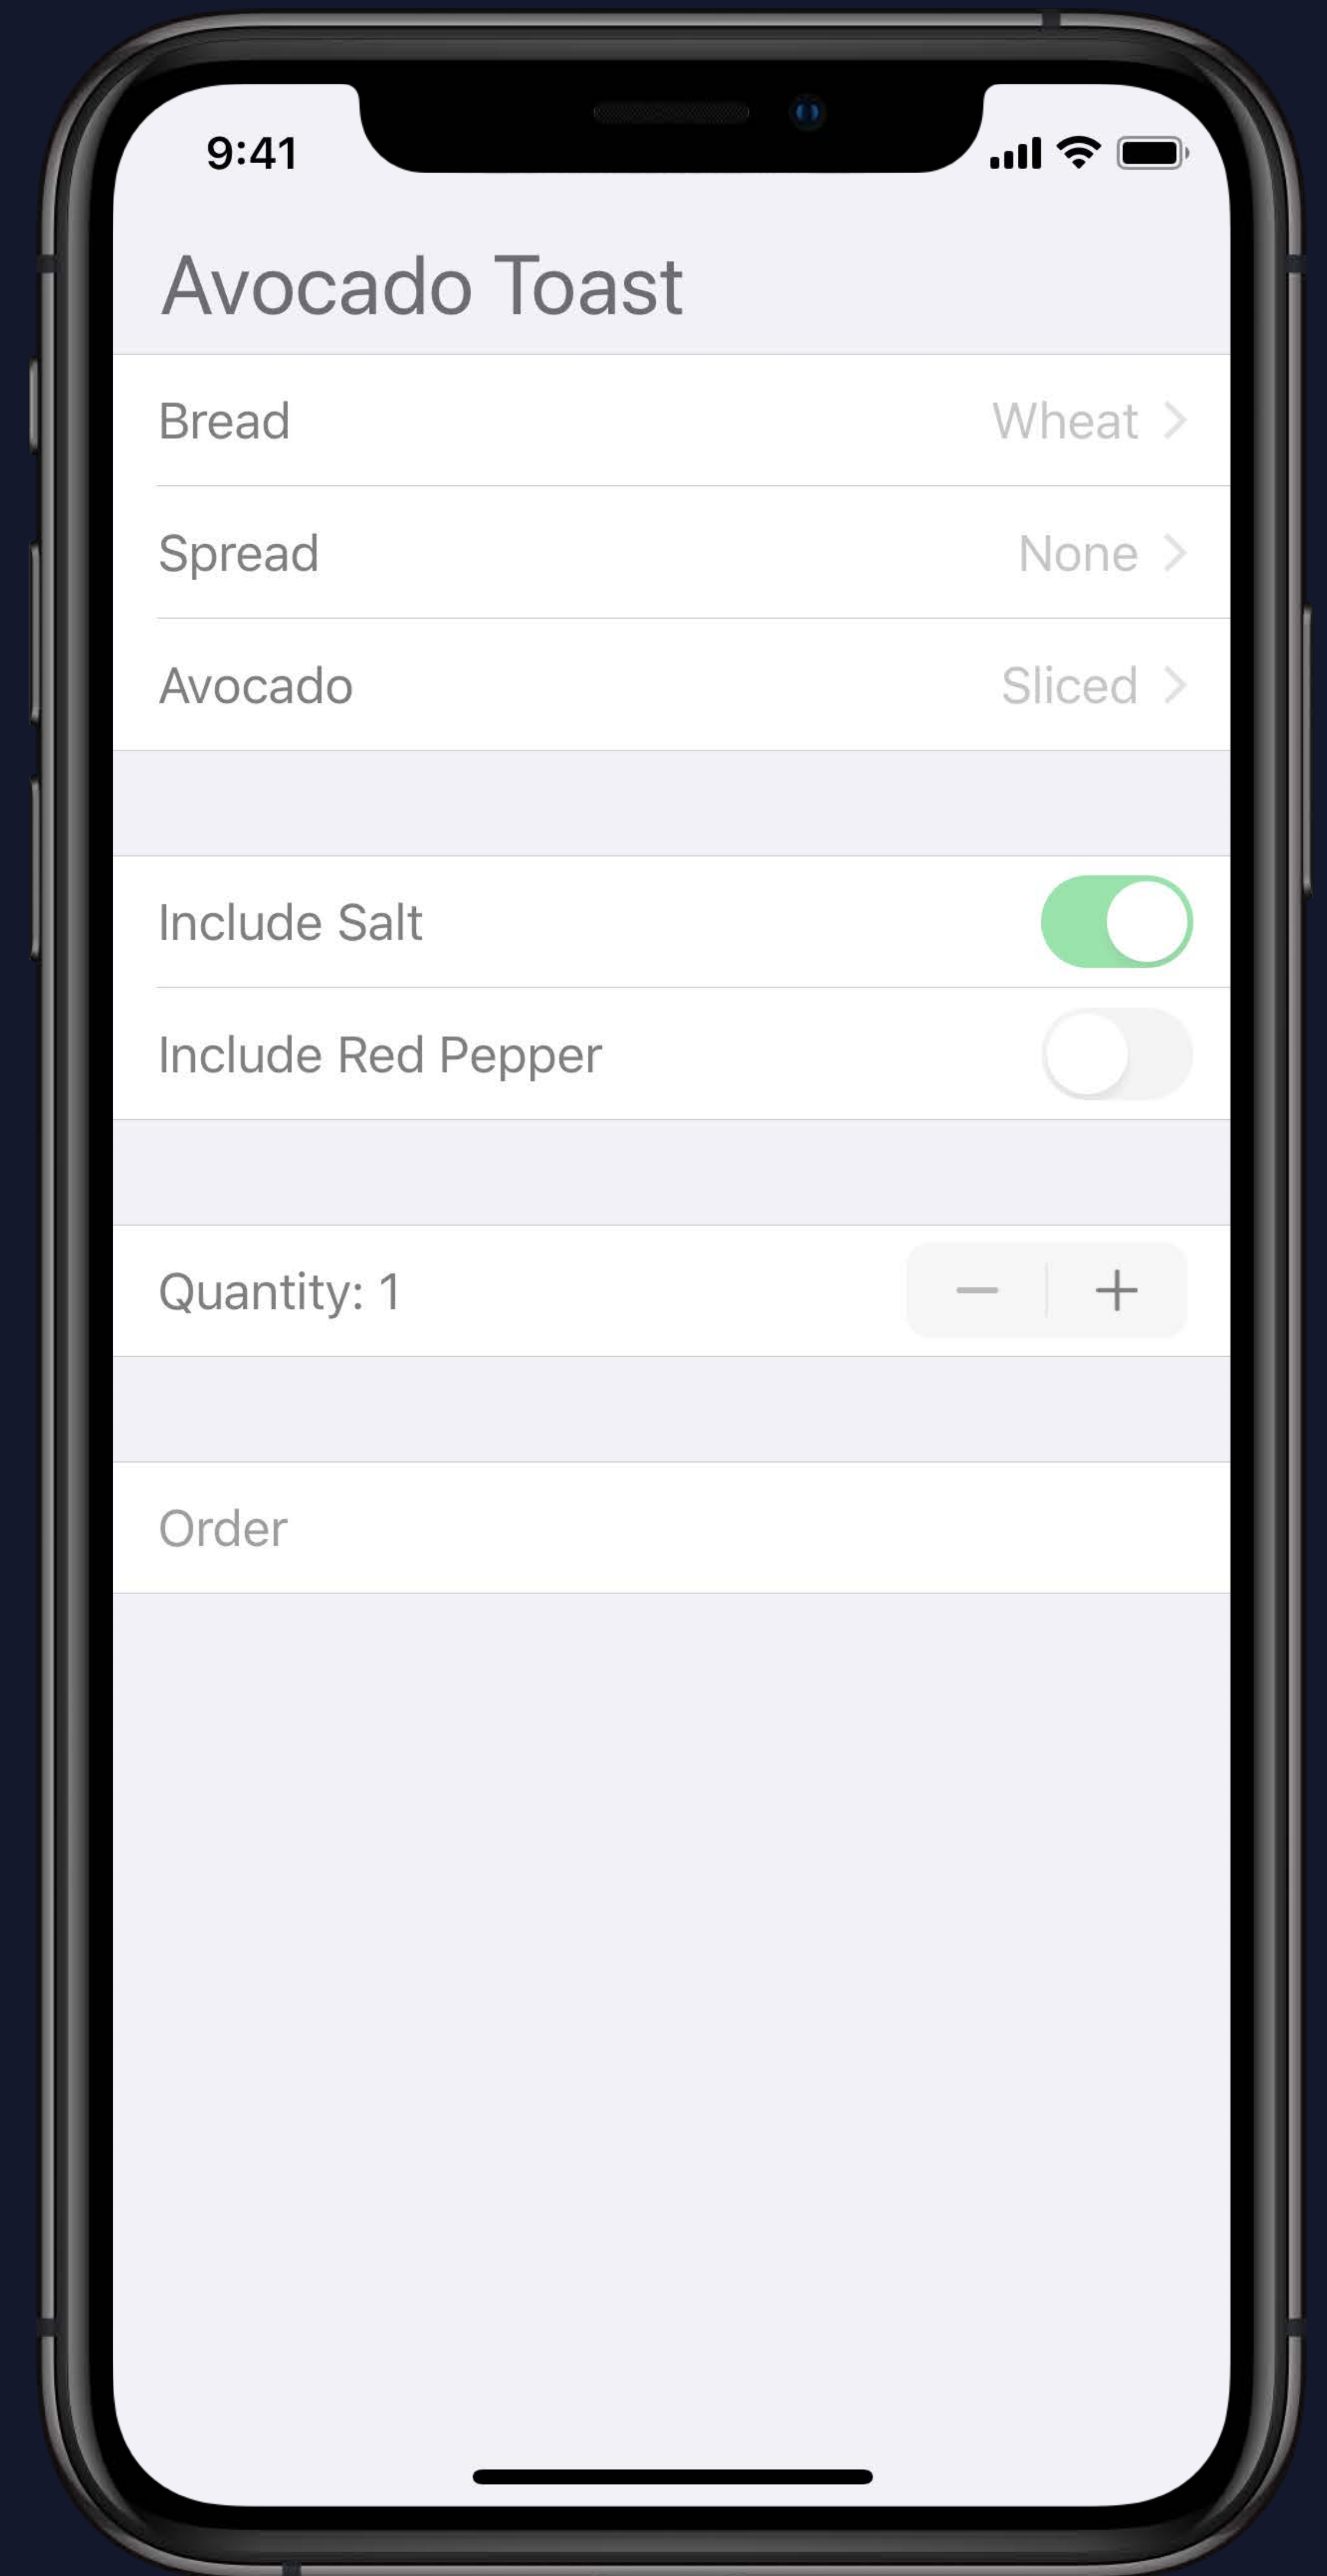 9:41
Avocado Toast
Bread Wheat
Spread None
Avocado Sliced
Include Salt
Include Red Pepper
Quantity: 1
Order